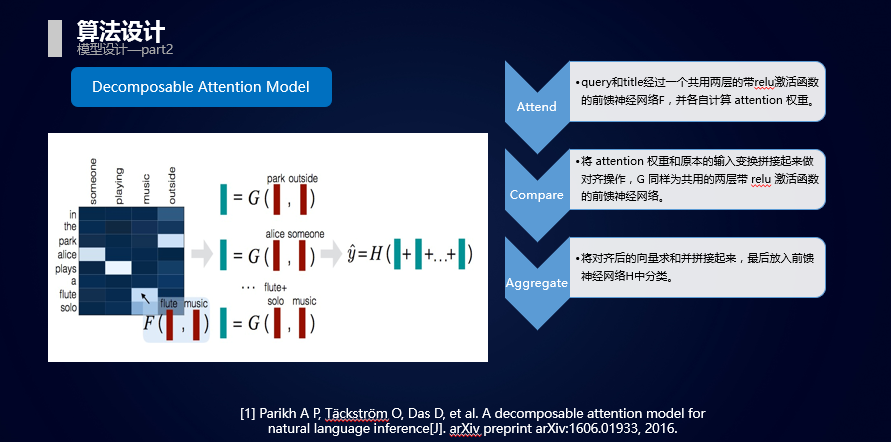 算法设计
模型设计—part2
Decomposable Attention Model
someone
playing
music
outside
in
the
park
alice
plays
a
flute
solo
flute music
F( , )
park outside
= G( , )
alice someone
= G( , )
... flute+
solo music
= G( , )
ŷ=H( + +...+ )
Attend
•query和title经过一个共用两层的带relu激活函数
的前馈神经网络F，并各自计算 attention 权重。
Compare
•将 attention 权重和原本的输入变换拼接起来做
对齐操作，G 同样为共用的两层带 relu 激活函数
的前馈神经网络。
Aggregate
•将对齐后的向量求和并拼接起来，最后放入前馈
神经网络H中分类。
[1] Parikh A P, Täckström O, Das D, et al. A decomposable attention model for
natural language inference[J]. arXiv preprint arXiv:1606.01933, 2016.